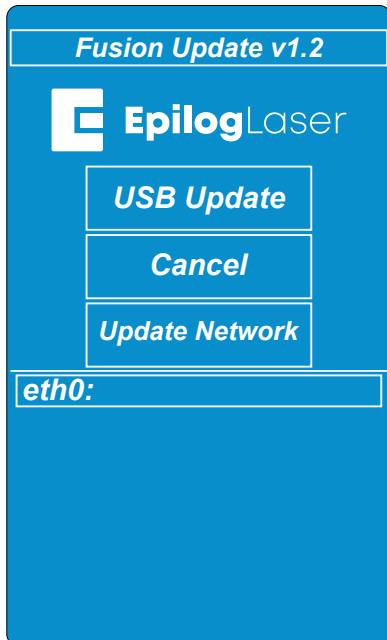 Fusion Update v1.2
EpilogLaser
USB Update
Cancel
Update Network
eth0: